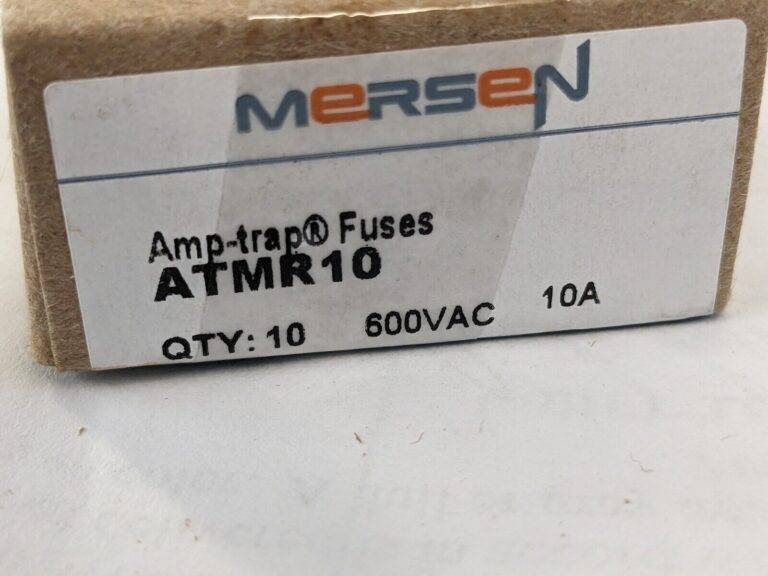 MERSEN
Amp-trap® Fuses
ATMR10
QTY: 10 600VAC 10A